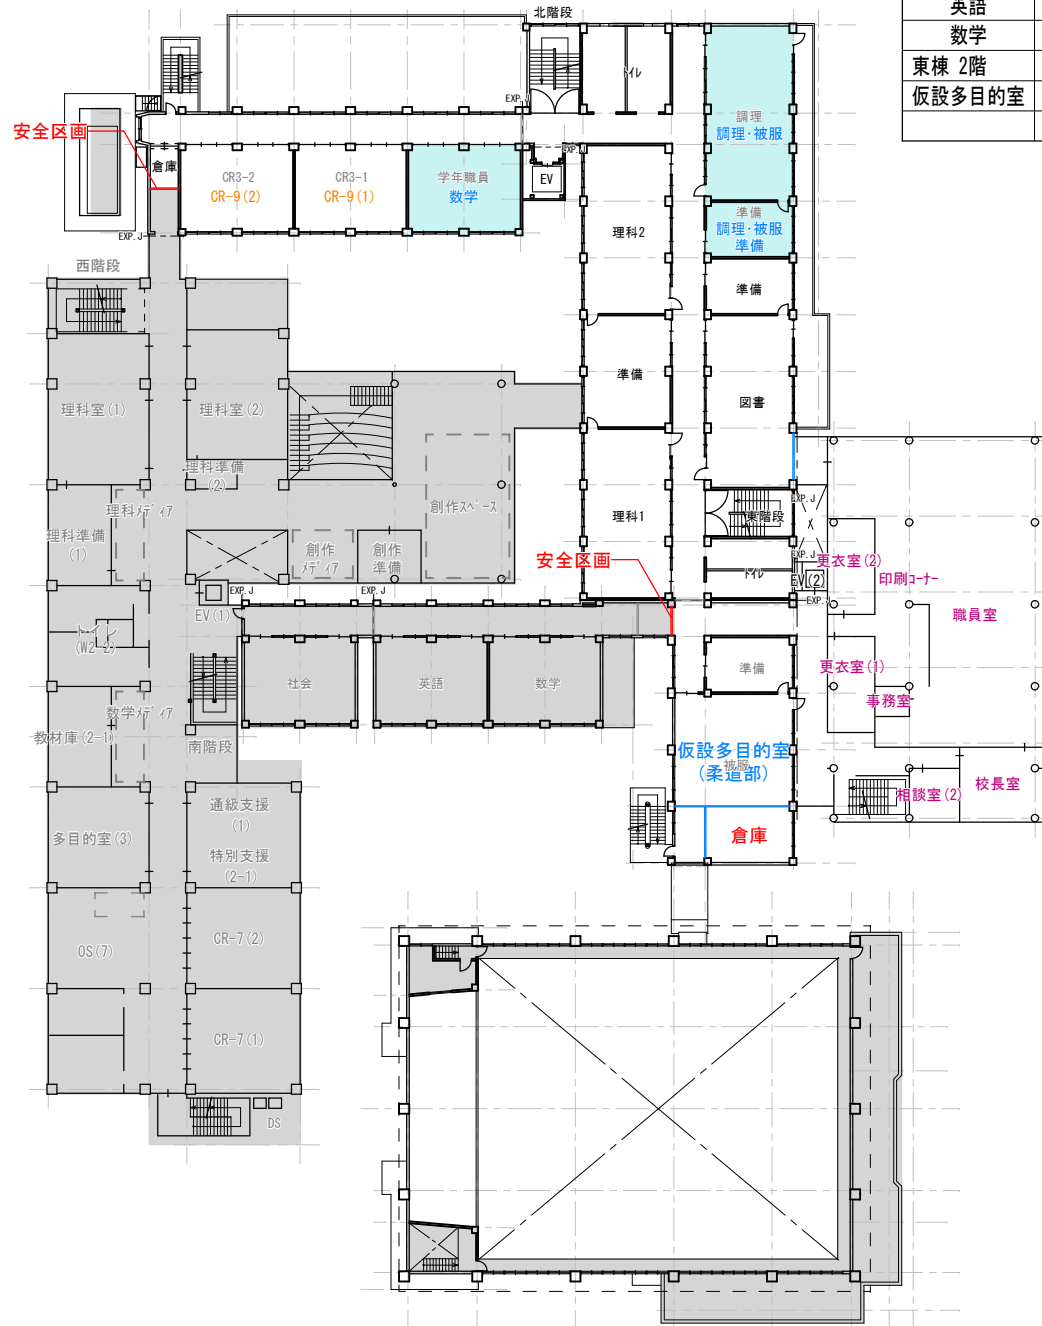 英語
数学
東棟 2階
仮設多目的室
北階段
トイレ
EXP.J
安全区画
倉庫
CR3-2
CR-9(2)
CR3-1
CR-9(1)
学年職員
数学
EXP.J
EV
調理
調理・被服
準備
調理・被服
準備
理科2
準備
EXP.J
西階段
理科室(1)
理科室(2)
準備
図書
理科準備
(2)
理科ﾒﾃﾞｨｱ
創作ｽﾍﾟｰｽ
理科1
東階段
EXP.J
理科準備
(1)
創作
ﾒﾃﾞｨｱ
創作
準備
安全区画
トイレ
EXP.J
EV(2)
EXP.J
更衣室(2)
印刷ｺｰﾅｰ
職員室
EV(1)
EXP.J
EXP.J
トイレ
(W2-2)
社会
英語
数学
準備
更衣室(1)
事務室
数学ﾒﾃﾞｨｱ
教材庫(2-1)
南階段
仮設多目的室
被服
(柔道部)
相談室(2)
校長室
多目的室(3)
通級支援
(1)
特別支援
(2-1)
倉庫
OS(7)
CR-7(2)
CR-7(1)
DS